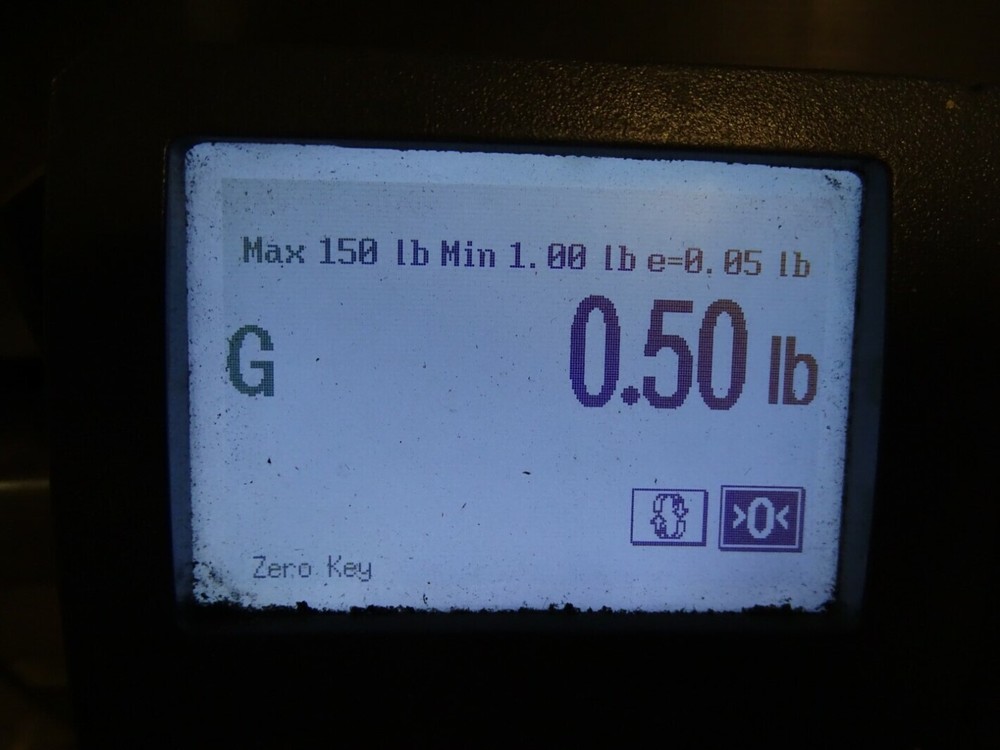 Max 150 lb Min 1.00 lb e=0.05 lb
G 0.50 lb
>0<
Zero Key